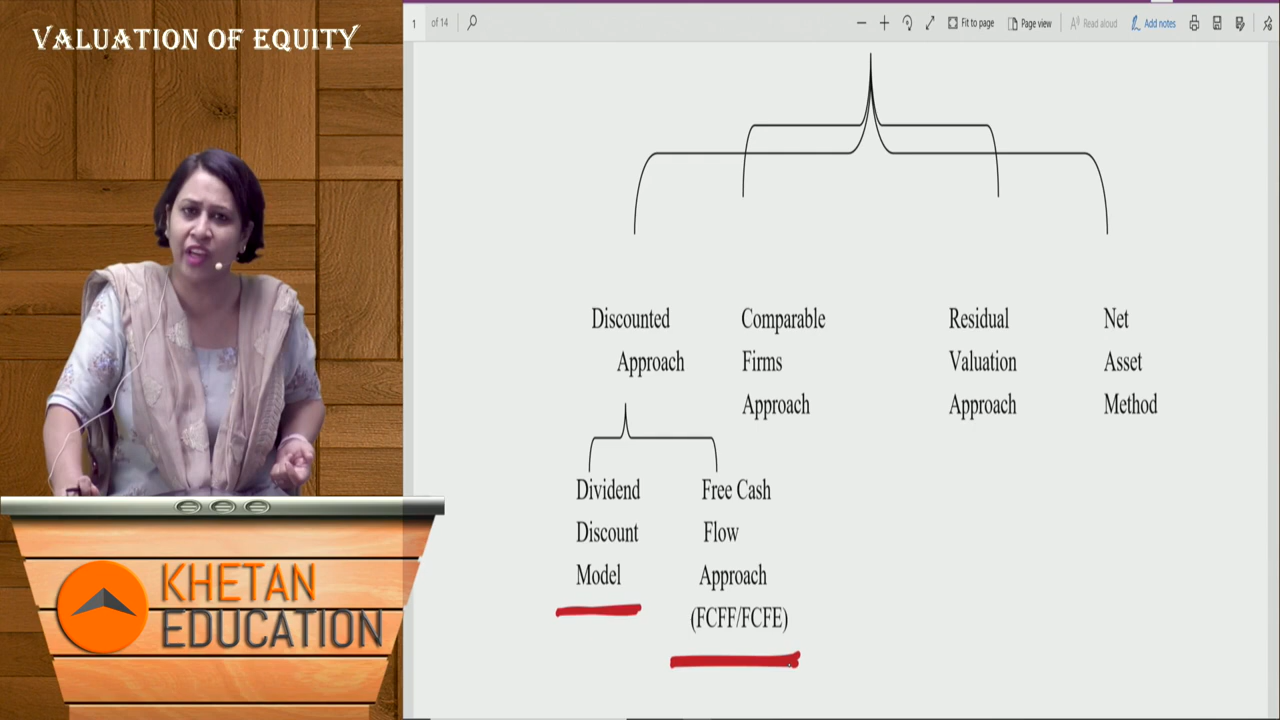 VALUATION OF EQUITY
1 of 14
Fit to page
Page view
Read aloud
Add notes
Discounted
Approach
Comparable
Firms
Approach
Residual
Valuation
Approach
Net
Asset
Method
Dividend
Discount
Model
Free Cash
Flow
Approach
(FCFF/FCFE)
KHETAN
EDUCATION